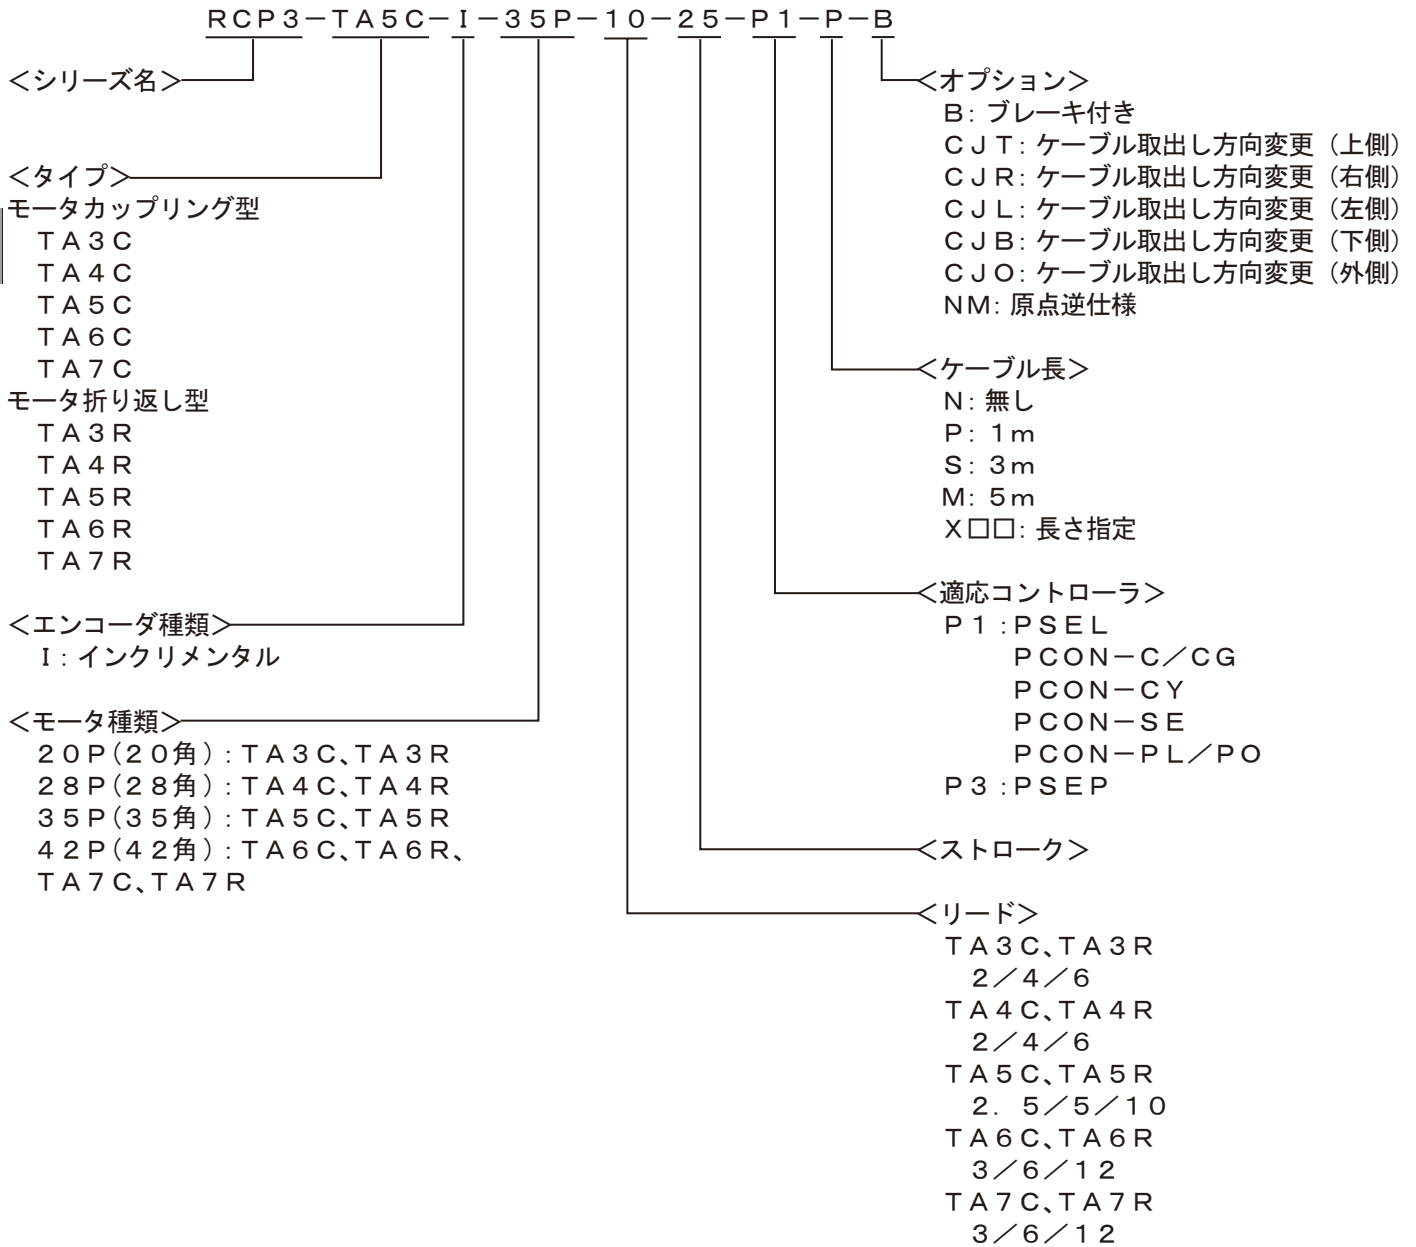 RCP3-TA5C-I-35P-10-25-P1-P-B
<シリーズ名>
<タイプ>
モータカップリング型
TA3C
TA4C
TA5C
TA6C
TA7C
モータ折り返し型
TA3R
TA4R
TA5R
TA6R
TA7R
<エンコーダ種類>
I:インクリメンタル
<モータ種類>
20P(20角):TA3C、TA3R
28P(28角):TA4C、TA4R
35P(35角):TA5C、TA5R
42P(42角):TA6C、TA6R、
TA7C、TA7R
<オプション>
B:ブレーキ付き
CJT:ケーブル取出し方向変更(上側)
CJR:ケーブル取出し方向変更(右側)
CJL:ケーブル取出し方向変更(左側)
CJB:ケーブル取出し方向変更(下側)
CJO:ケーブル取出し方向変更(外側)
NM:原点逆仕様
<ケーブル長>
N:無し
P:1m
S:3m
M:5m
X□□:長さ指定
<適応コントローラ>
P1:PSEL
PCON-C/CG
PCON-CY
PCON-SE
PCON-PL/PO
P3:PSEP
<ストローク>
<リード>
TA3C、TA3R
2/4/6
TA4C、TA4R
2/4/6
TA5C、TA5R
2.5/5/10
TA6C、TA6R
3/6/12
TA7C、TA7R
3/6/12